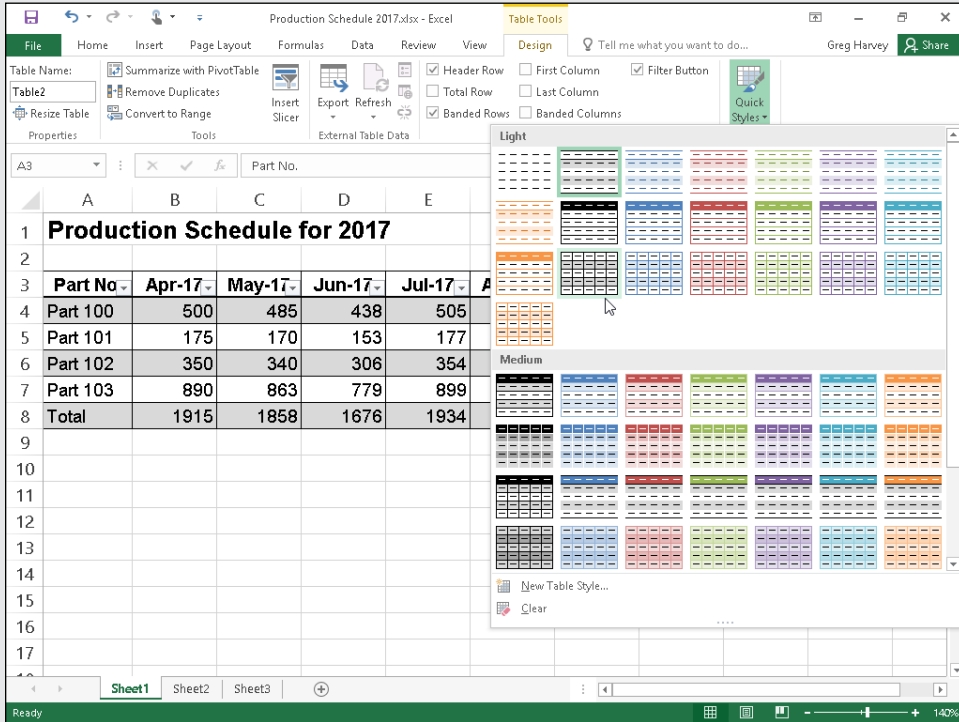 Production Schedule 2017.xlsx - Excel
Table Tools
File Home Insert Page Layout Formulas Data Review View Design Tell me what you want to do... Greg Harvey Share
Table Name:
Table2
Resize Table
Properties
Summarize with PivotTable
Remove Duplicates
Convert to Range
Tools
Insert
Slicer
Export
Refresh
External Table Data
Header Row
Total Row
Banded Rows
First Column
Last Column
Banded Columns
Filter Button
Quick
Styles
Light
Medium
New Table Style...
Clear
A3 fx Part No.
A B C D E
1 Production Schedule for 2017
2
3 Part No Apr-17 May-17 Jun-17 Jul-17 A
4 Part 100 500 485 438 505
5 Part 101 175 170 153 177
6 Part 102 350 340 306 354
7 Part 103 890 863 779 899
8 Total 1915 1858 1676 1934
9
10
11
12
13
14
15
16
17
Sheet1 Sheet2 Sheet3
Ready 140%